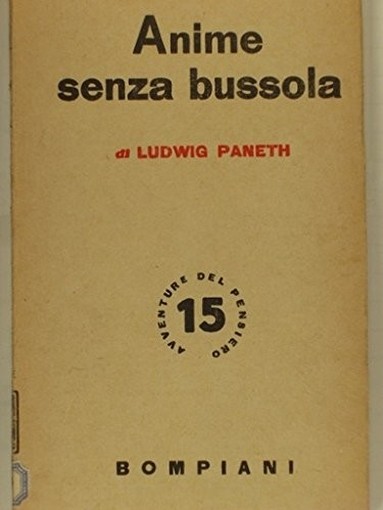 Anime
senza bussola
di LUDWIG PANETH
AVVENTURE DEL PENSIERO
15
BOMPIANI